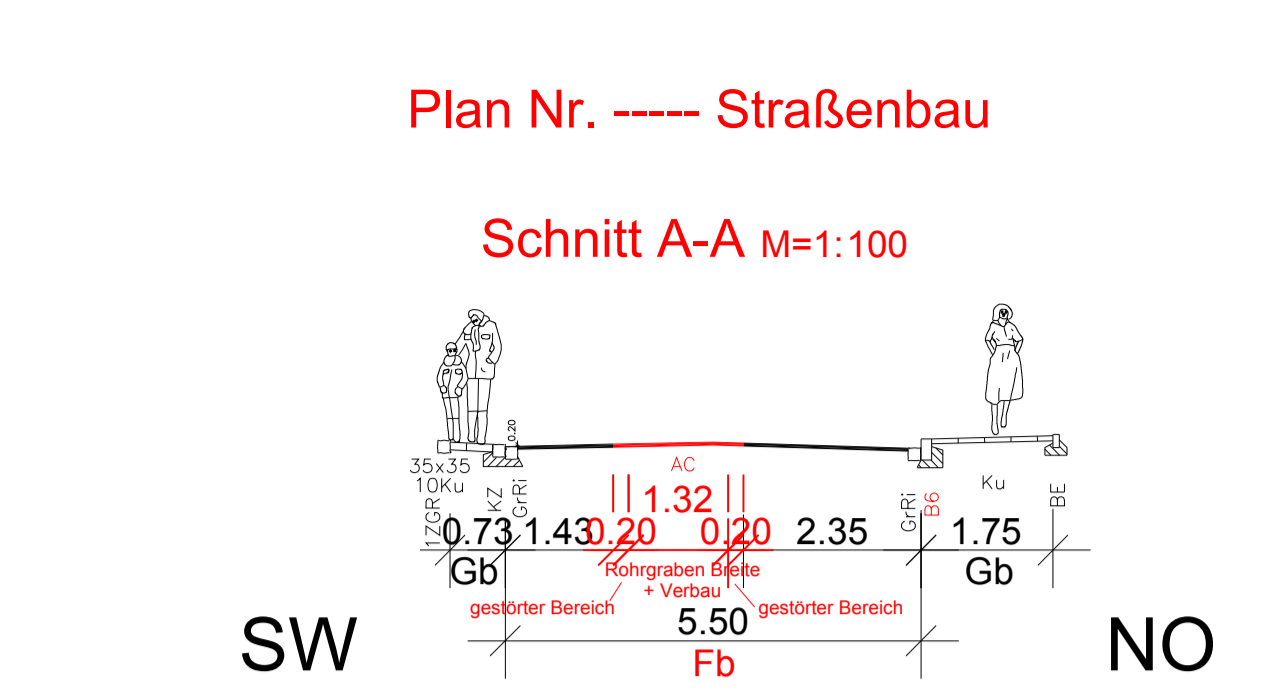 Plan Nr. ----- Straßenbau
Schnitt A-A M=1:100
0.20
35x35
10Ku
1ZGR
KZ
GrRi
AC
GrRi
B6
Ku
BE
1.32
0.73 1.43 0.20 0.20 2.35 1.75
Gb
Rohrgraben Breite
+ Verbau
Gb
gestörter Bereich
gestörter Bereich
5.50
Fb
SW
NO